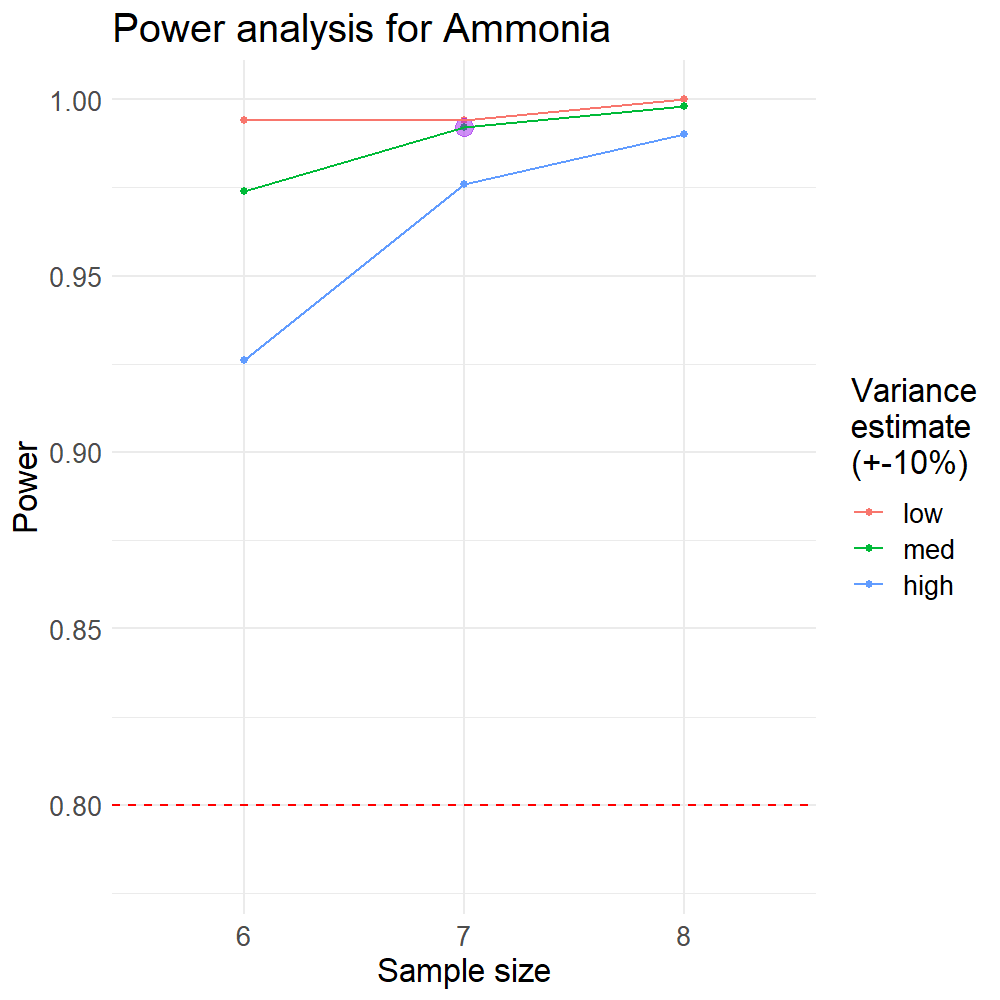 Power analysis for Ammonia
1.00
0.95
0.90
0.85
0.80
Power
6 7 8
Sample size
Variance
estimate
(+-10%)
low
med
high